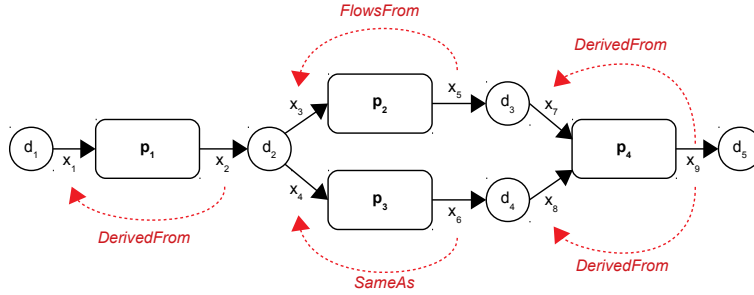 FlowsFrom
DerivedFrom
x3
p2
x5
d3
x7
d1
x1
p1
x2
d2
p4
x9
d5
x4
p3
x6
d4
x8
DerivedFrom
SameAs
DerivedFrom